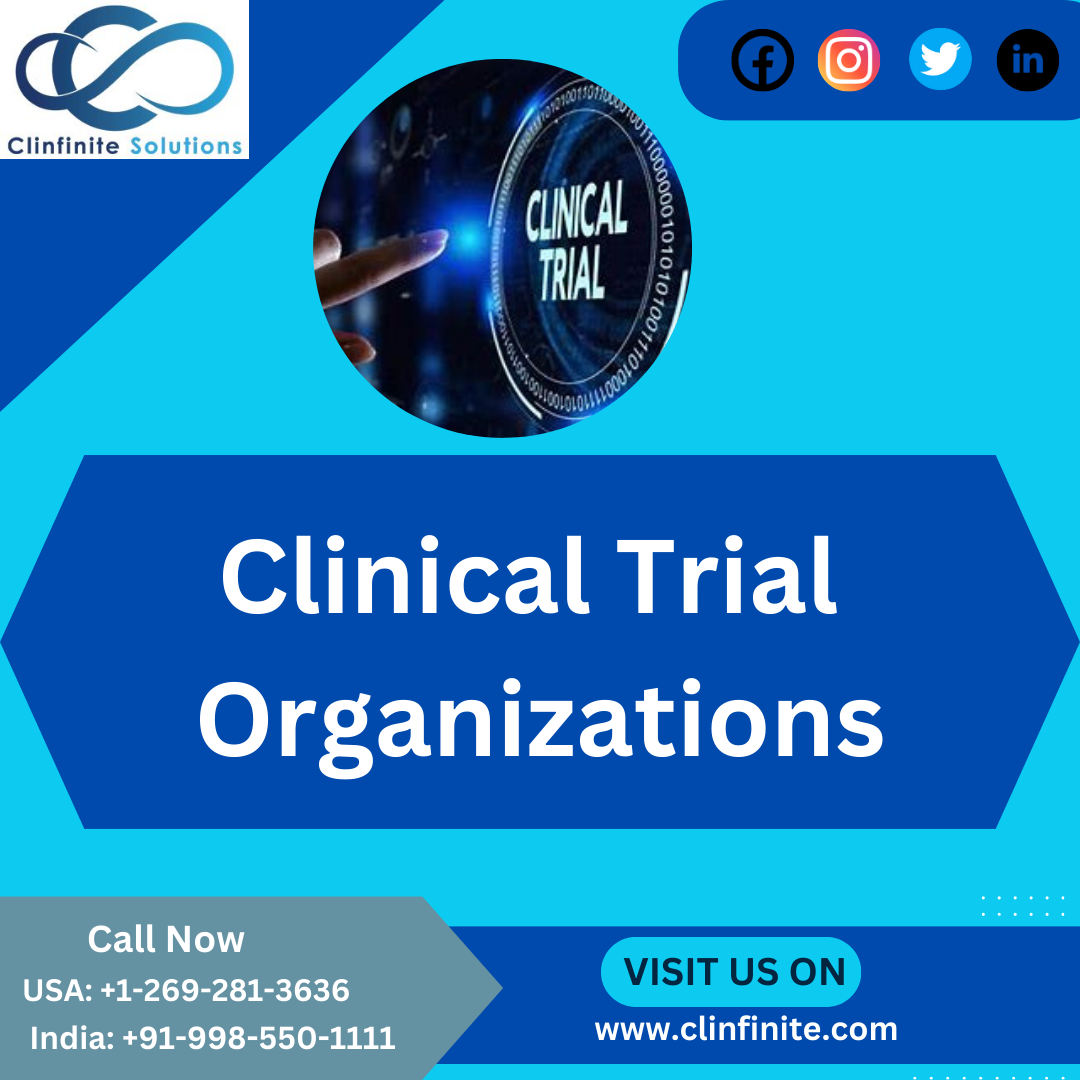 Clinfinite Solutions
CLINICAL
TRIAL
Clinical Trial
Organizations
Call Now
USA: +1-269-281-3636
India: +91-998-550-1111
VISIT US ON
www.clinfinite.com